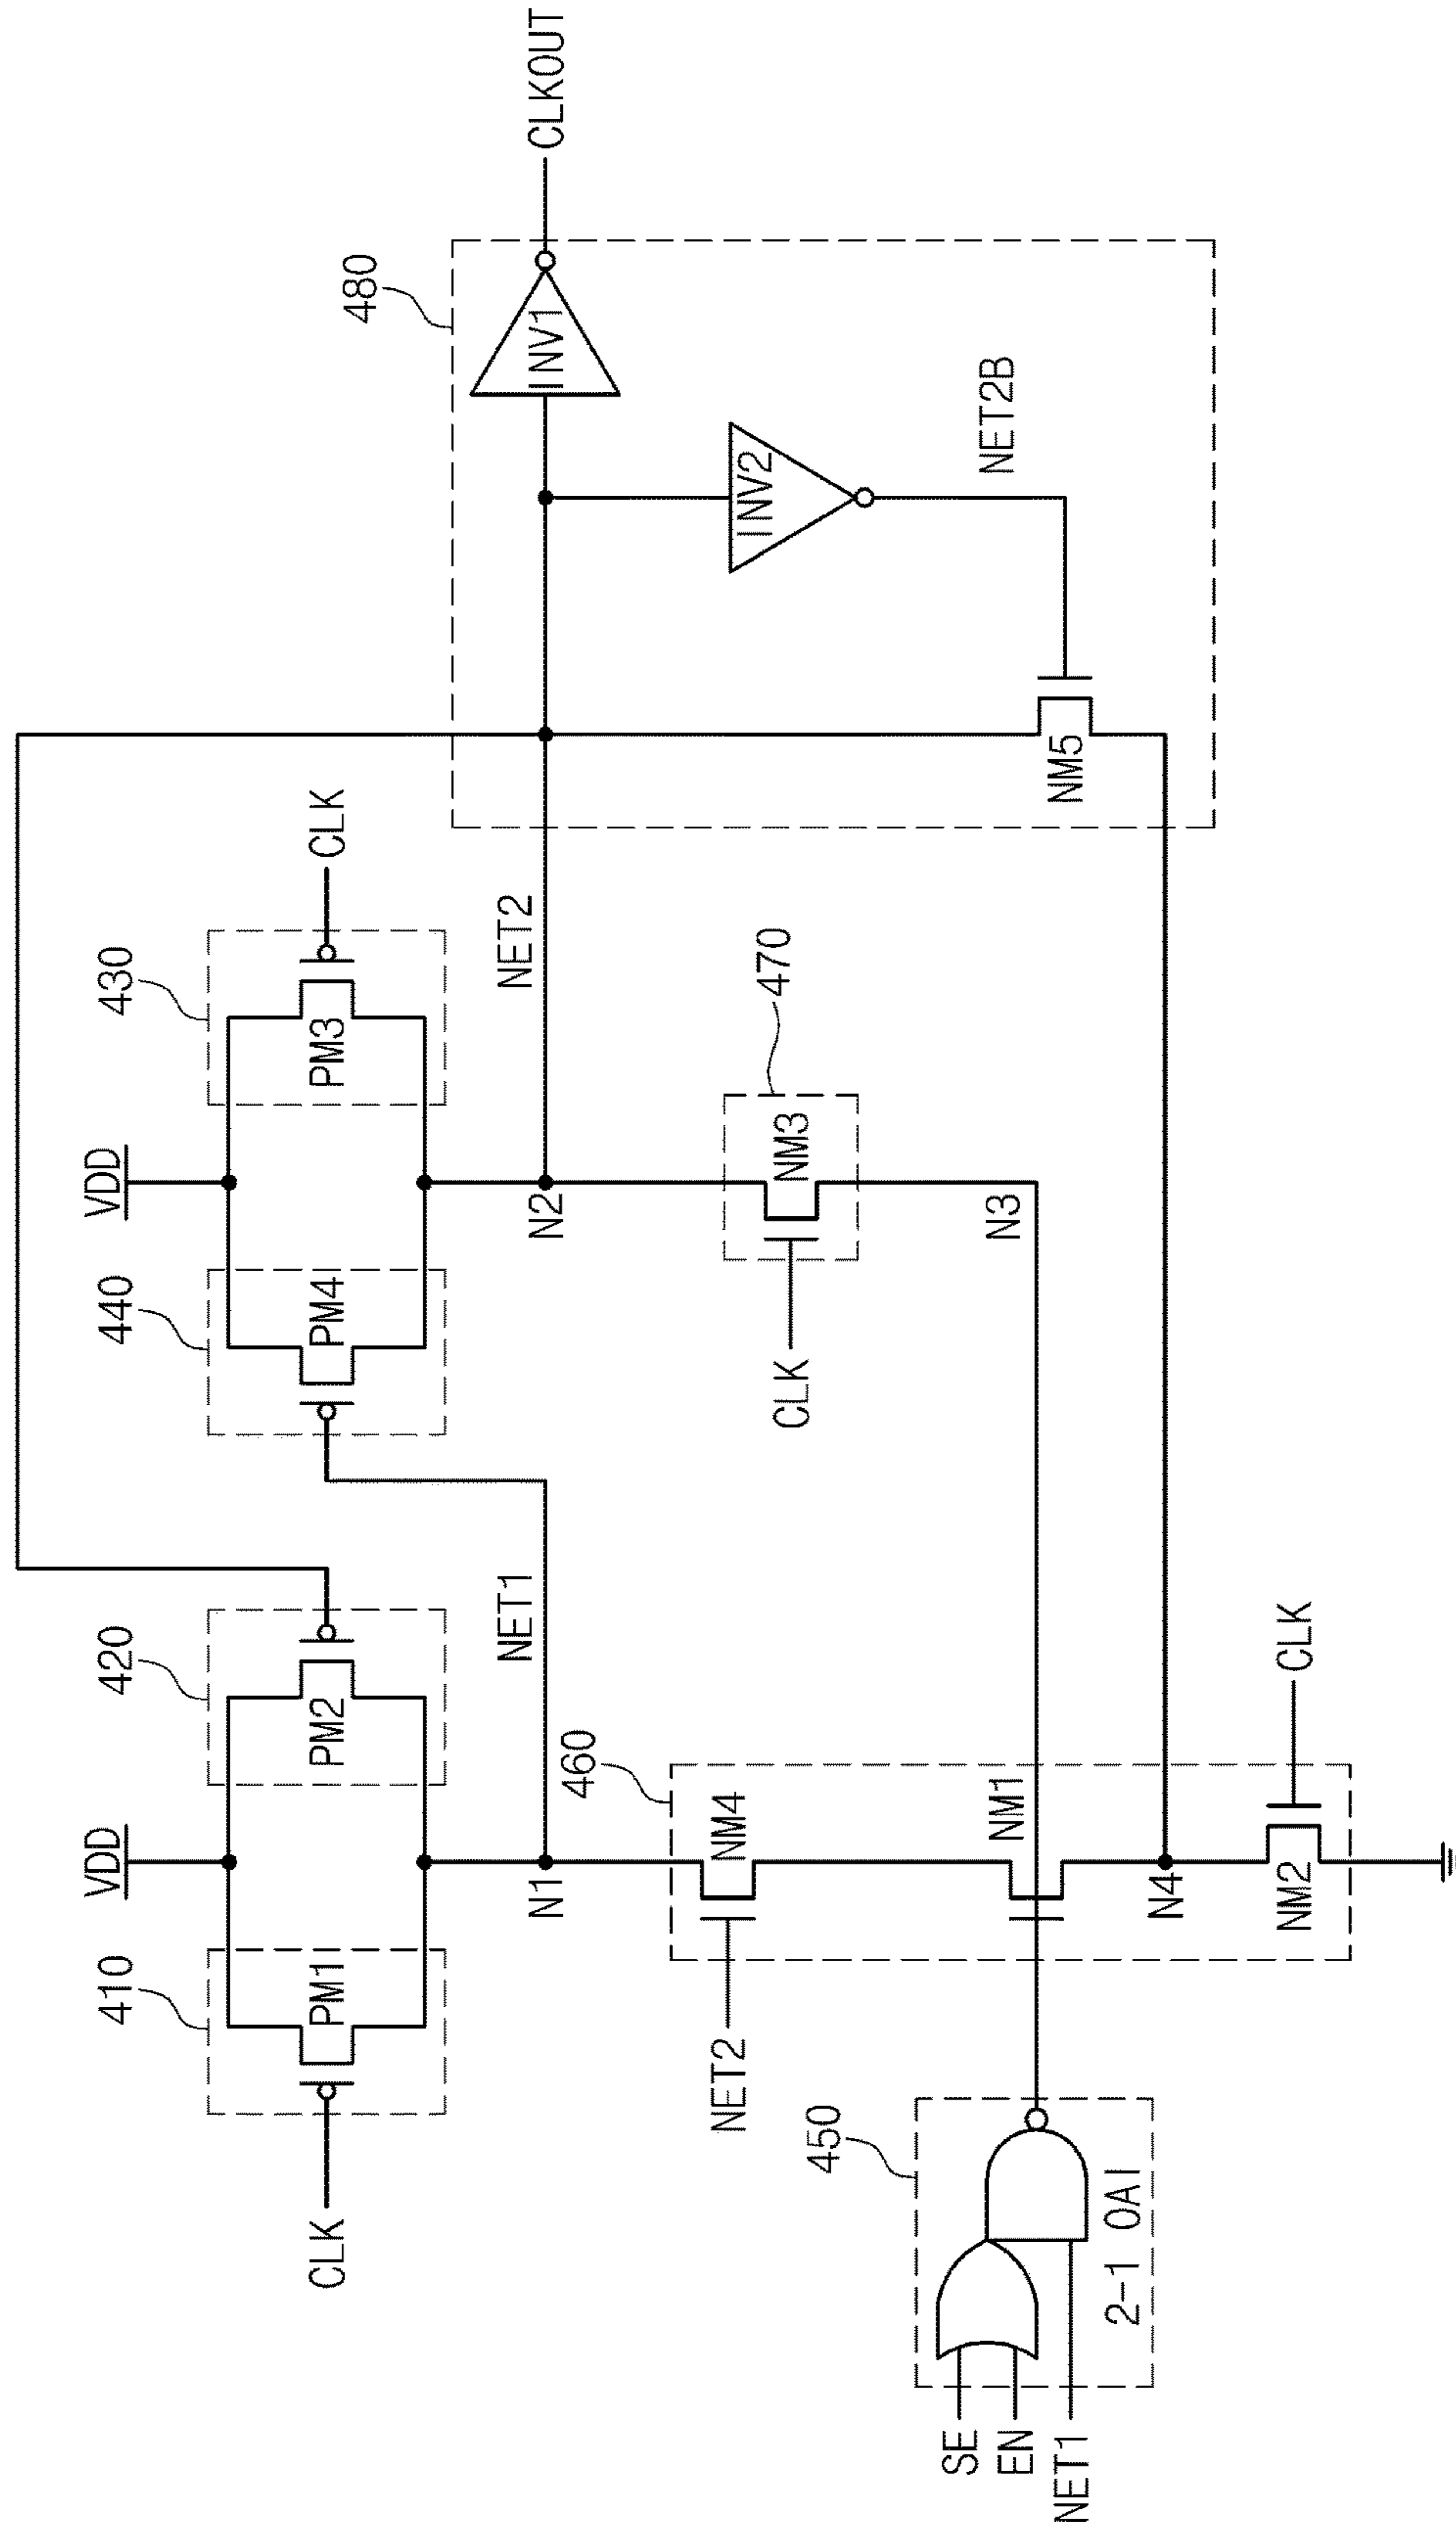 410
420
440
430
VDD
VDD
CLK
PM1
PM2
PM4
PM3
CLK
480
NET1
NET2
N1
N2
INV1
CLKOUT
460
470
NET2
NM4
CLK
NM3
INV2
450
SE
EN
NET1
2-1 OAI
NM1
N3
NET2B
NM5
N4
NM2
CLK